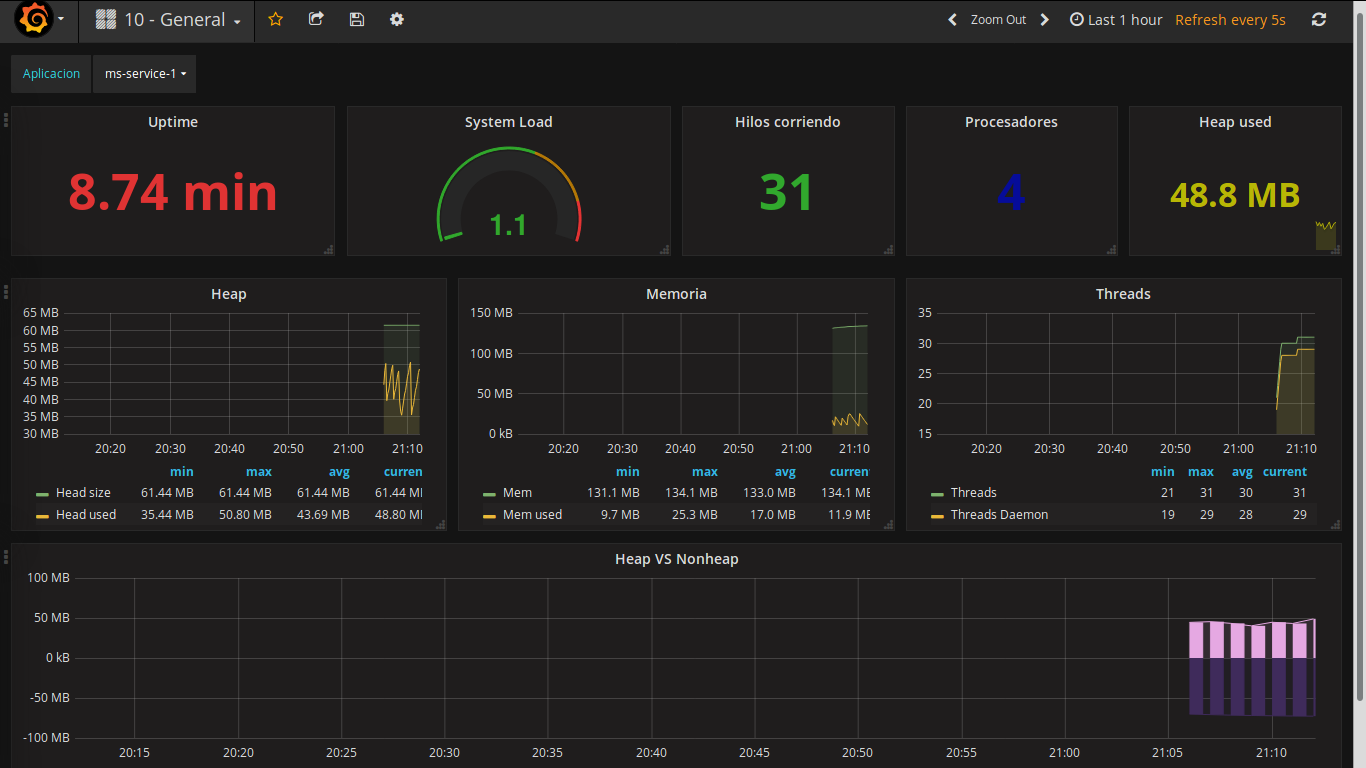 10 - General
Zoom Out
Last 1 hour
Refresh every 5s
Aplicacion
ms-service-1
Uptime
8.74 min
System Load
1.1
Hilos corriendo
31
Procesadores
4
Heap used
48.8 MB
Heap
65 MB
60 MB
55 MB
50 MB
45 MB
40 MB
35 MB
30 MB
20:20 20:30 20:40 20:50 21:00 21:10
min max avg current
Head size 61.44 MB 61.44 MB 61.44 MB 61.44 MB
Head used 35.44 MB 50.80 MB 43.69 MB 48.80 MB
Memoria
150 MB
100 MB
50 MB
0 kB
20:20 20:30 20:40 20:50 21:00 21:10
min max avg current
Mem 131.1 MB 134.1 MB 133.0 MB 134.1 MB
Mem used 9.7 MB 25.3 MB 17.0 MB 11.9 MB
Threads
35
30
25
20
15
20:20 20:30 20:40 20:50 21:00 21:10
min max avg current
Threads 21 31 30 31
Threads Daemon 19 29 28 29
Heap VS Nonheap
100 MB
50 MB
0 kB
-50 MB
-100 MB
20:15 20:20 20:25 20:30 20:35 20:40 20:45 20:50 20:55 21:00 21:05 21:10